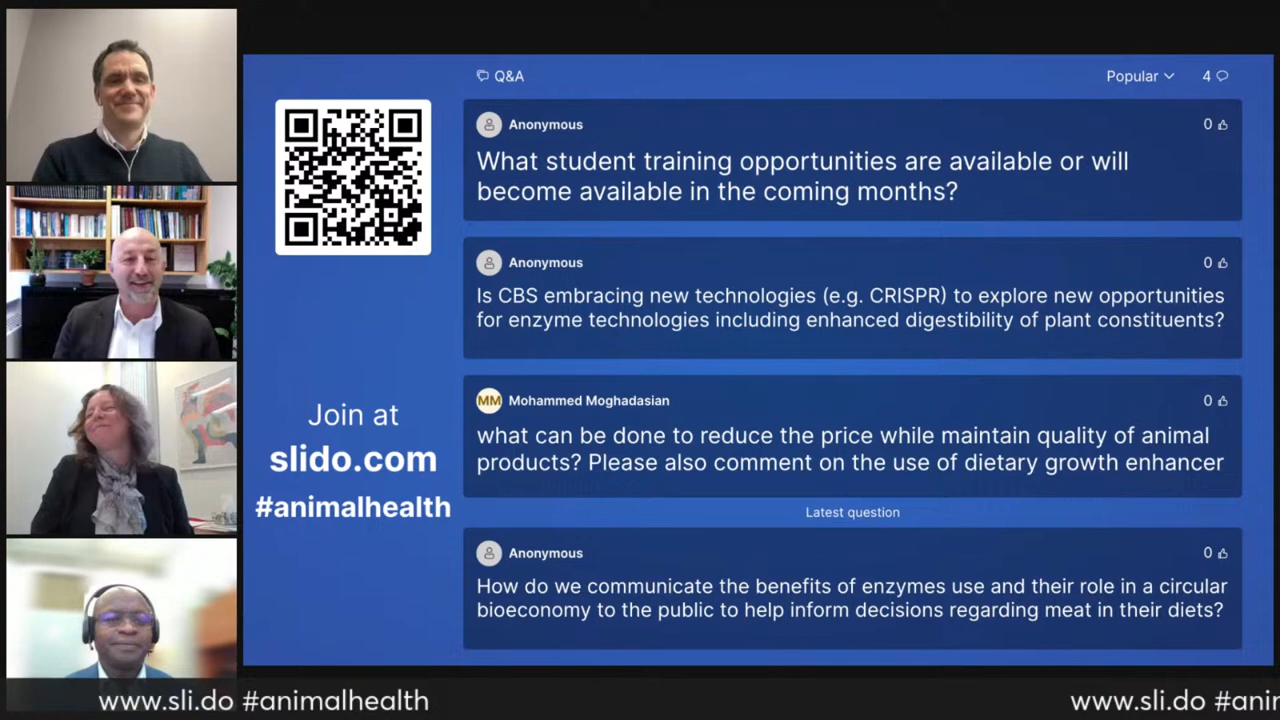 Q&A
Popular
4
Anonymous
0
What student training opportunities are available or will
become available in the coming months?
Anonymous
0
Is CBS embracing new technologies (e.g. CRISPR) to explore new opportunities
for enzyme technologies including enhanced digestibility of plant constituents?
MM Mohammed Moghadasian
0
what can be done to reduce the price while maintain quality of animal
products? Please also comment on the use of dietary growth enhancer
Latest question
Anonymous
0
How do we communicate the benefits of enzymes use and their role in a circular
bioeconomy to the public to help inform decisions regarding meat in their diets?
Join at
slido.com
#animalhealth
www.sli.do #animalhealth
www.sli.do #ani